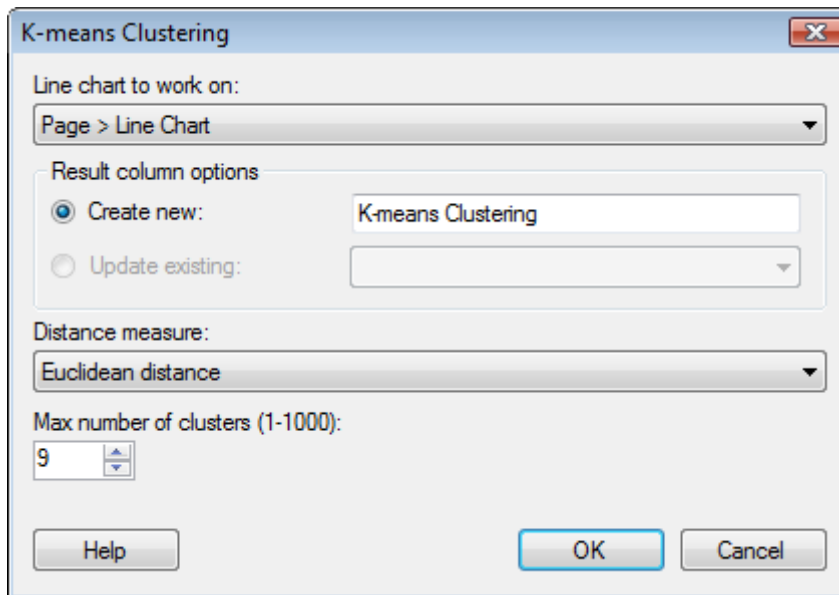 K-means Clustering
Line chart to work on:
Page > Line Chart
Result column options
Create new: K-means Clustering
Update existing:
Distance measure:
Euclidean distance
Max number of clusters (1-1000):
9
Help OK Cancel